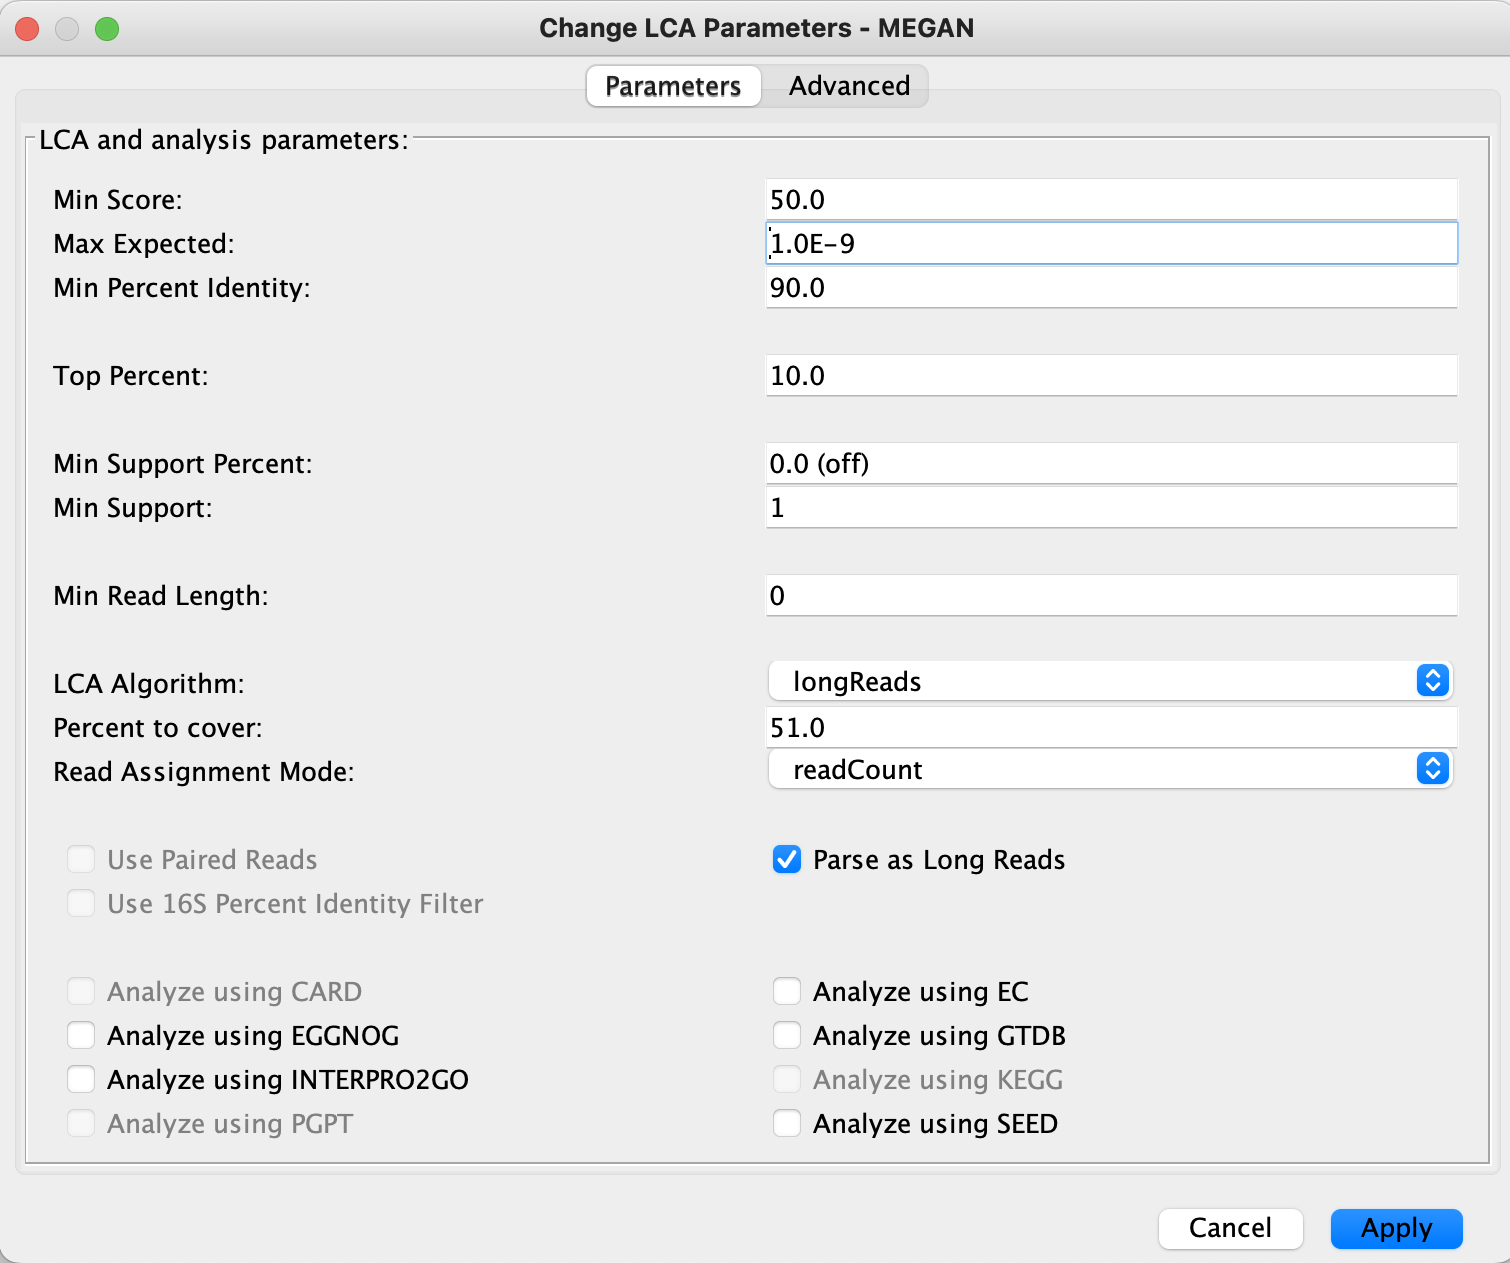 Change LCA Parameters - MEGAN
Parameters Advanced
LCA and analysis parameters:
Min Score: 50.0
Max Expected: 1.0E-9
Min Percent Identity: 90.0
Top Percent: 10.0
Min Support Percent: 0.0 (off)
Min Support: 1
Min Read Length: 0
LCA Algorithm: longReads
Percent to cover: 51.0
Read Assignment Mode: readCount
Use Paired Reads Parse as Long Reads
Use 16S Percent Identity Filter
Analyze using CARD Analyze using EC
Analyze using EGGNOG Analyze using GTDB
Analyze using INTERPRO2GO Analyze using KEGG
Analyze using PGPT Analyze using SEED
Cancel Apply